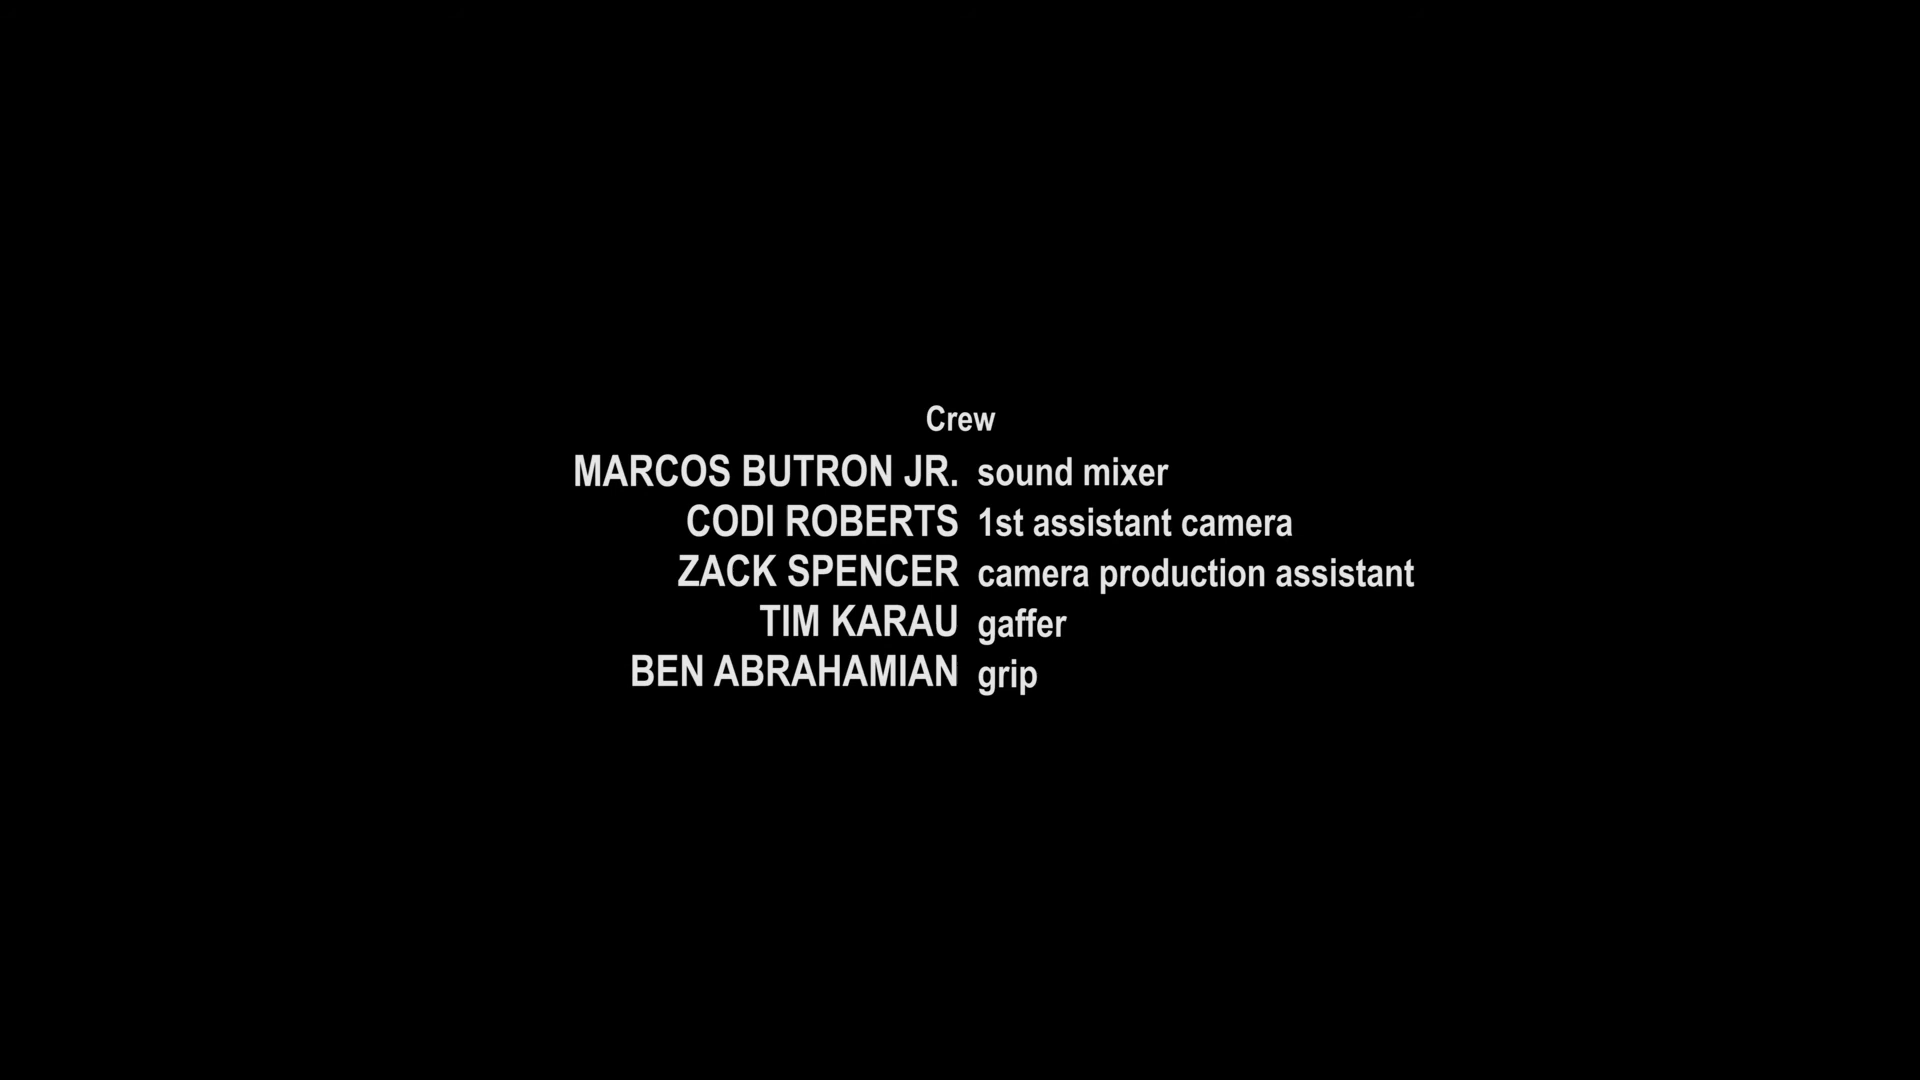 Crew
MARCOS BUTRON JR. sound mixer
CODI ROBERTS 1st assistant camera
ZACK SPENCER camera production assistant
TIM KARAU gaffer
BEN ABRAHAMIAN grip